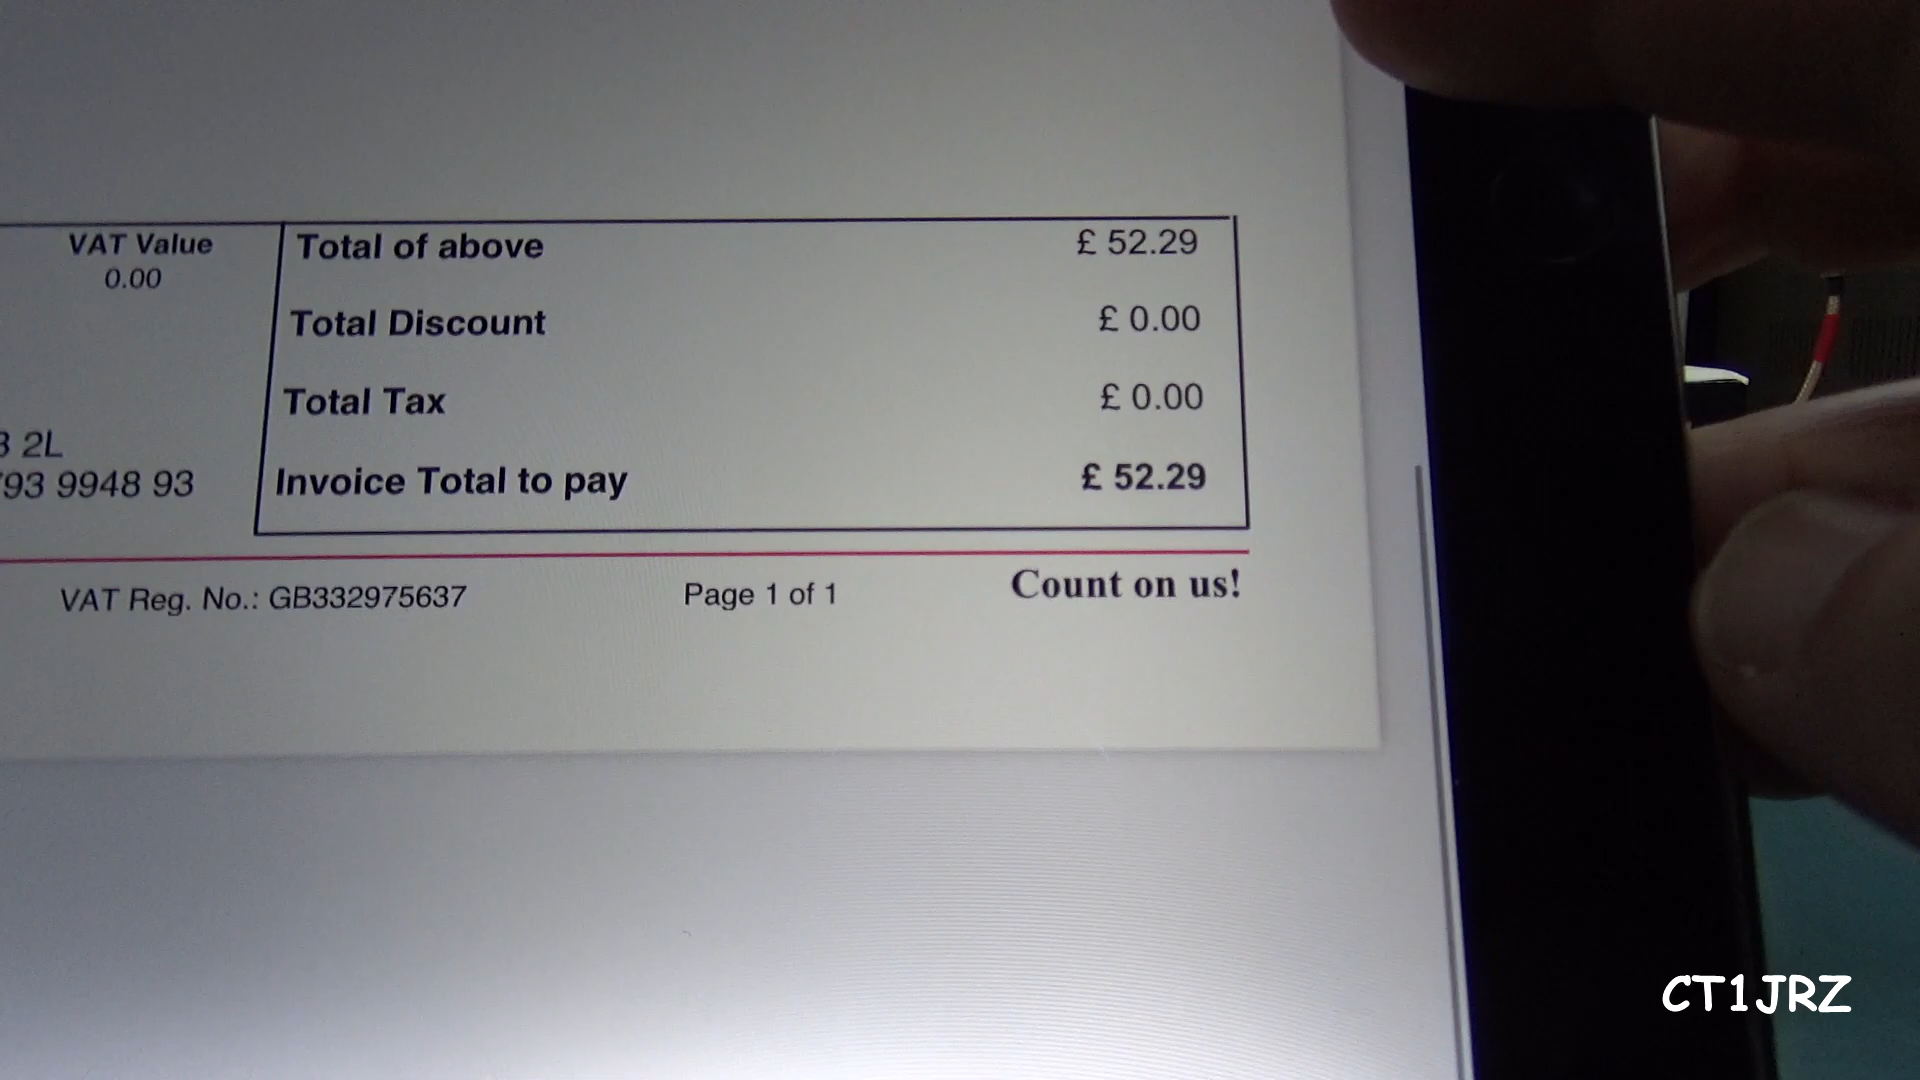 VAT Value
0.00
Total of above £ 52.29
Total Discount £ 0.00
Total Tax £ 0.00
2L
93 9948 93
Invoice Total to pay £ 52.29
VAT Reg. No.: GB332975637 Page 1 of 1 Count on us!
CT1JRZ